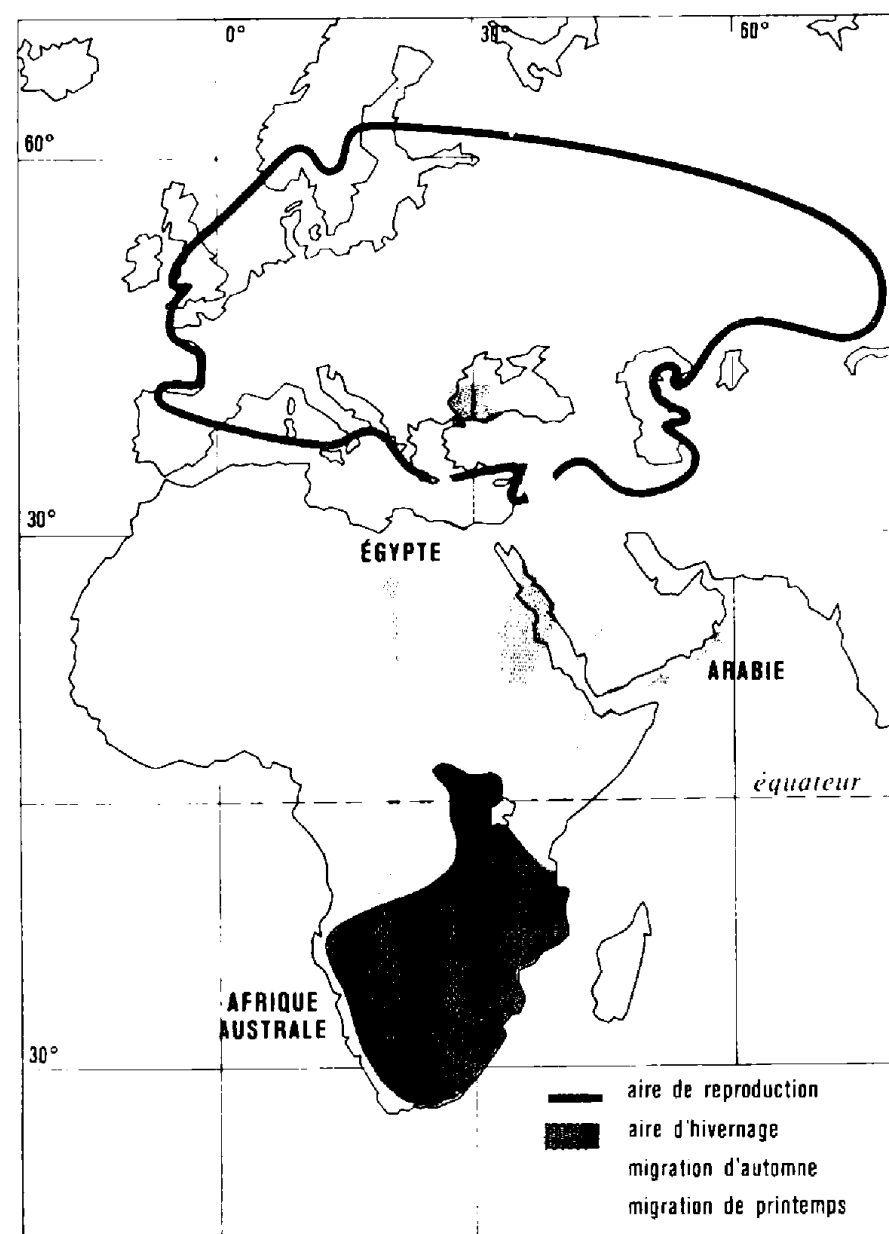 0°
30°
60°
60°
30°
ÉGYPTE
ARABIE
équateur
AFRIQUE
AUSTRALE
30°
aire de reproduction
aire d'hivernage
migration d'automne
migration de printemps